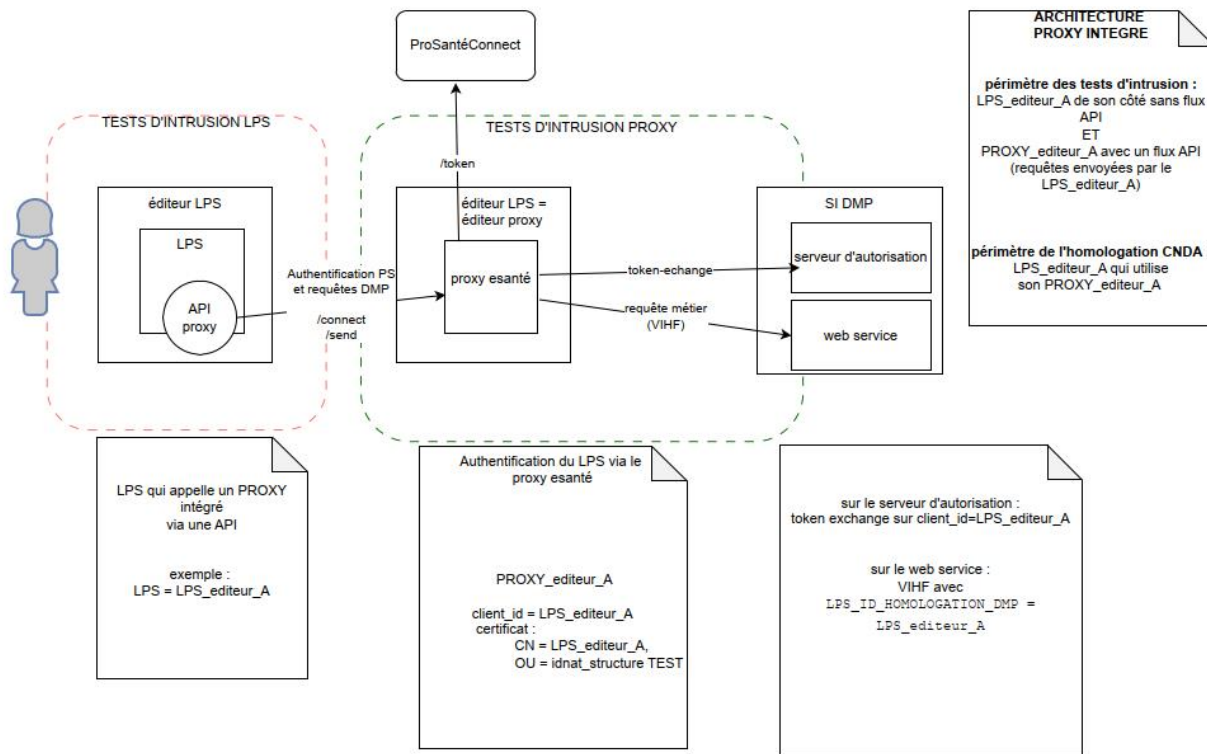 ProSantéConnect
ARCHITECTURE
PROXY INTEGRE
périmètre des tests d'intrusion :
LPS_editeur_A de son côté sans flux
API
ET
PROXY_editeur_A avec un flux API
(requêtes envoyées par le
LPS_editeur_A)
périmètre de l'homologation CNDA
LPS_editeur_A qui utilise
son PROXY_editeur_A
TESTS D'INTRUSION LPS
TESTS D'INTRUSION PROXY
/token
éditeur LPS
LPS
API
proxy
Authentification PS
et requêtes DMP
/connect
/send
éditeur LPS =
éditeur proxy
proxy esanté
token-echange
requête métier
(VIHF)
SI DMP
serveur d'autorisation
web service
LPS qui appelle un PROXY
intégré
via une API
exemple :
LPS = LPS_editeur_A
Authentification du LPS via le
proxy esanté
PROXY_editeur_A
client_id = LPS_editeur_A
certificat :
CN = LPS_editeur_A,
OU = idnat_structure TEST
sur le serveur d'autorisation :
token exchange sur client_id=LPS_editeur_A
sur le web service :
VIHF avec
LPS_ID_HOMOLOGATION_DMP =
LPS_editeur_A